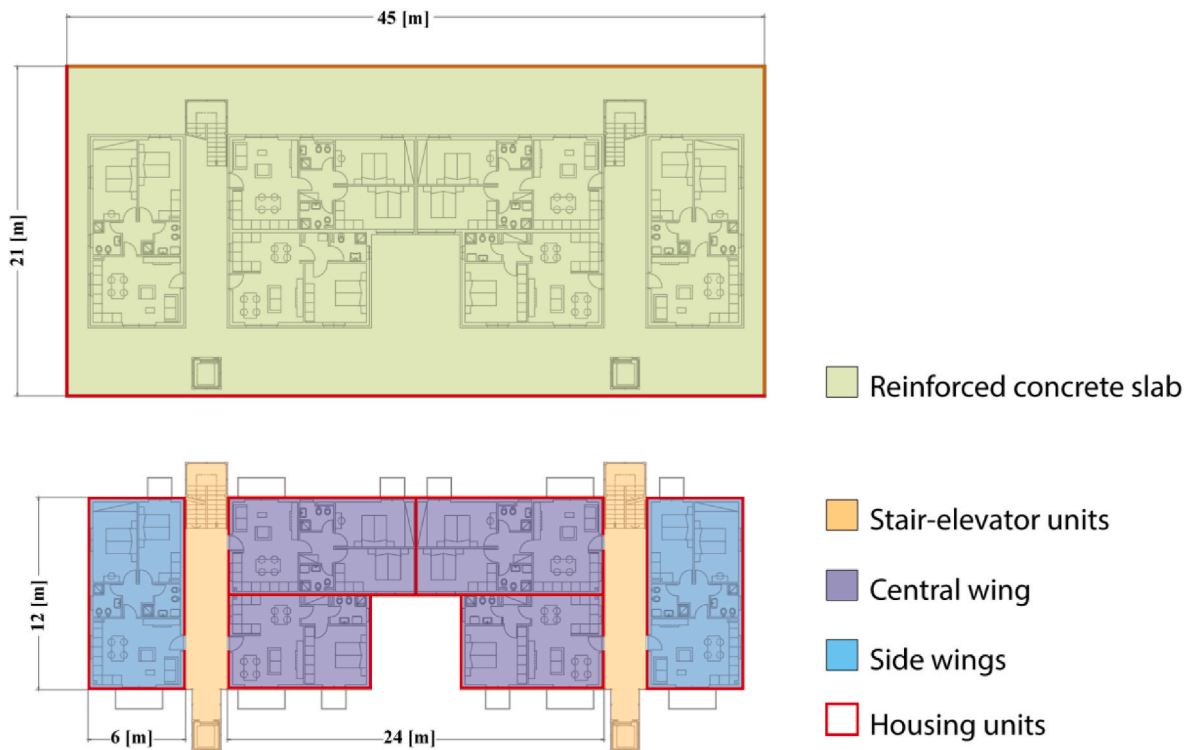 45 [m]
21 [m]
Reinforced concrete slab
Stair-elevator units
12 [m]
Central wing
Side wings
6 [m]
24 [m]
Housing units